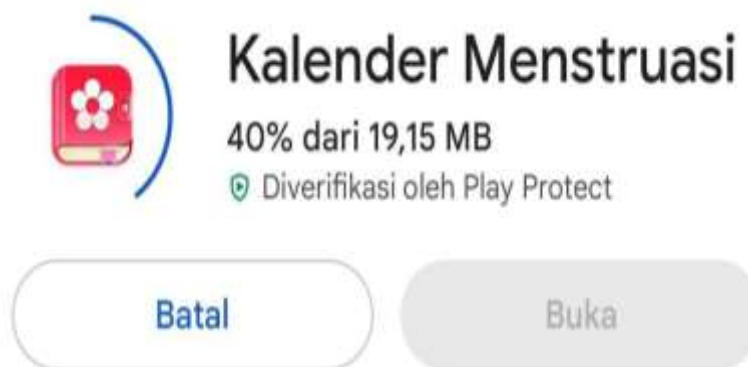 Kalender Menstruasi
40% dari 19,15 MB
Diverifikasi oleh Play Protect
Batal
Buka